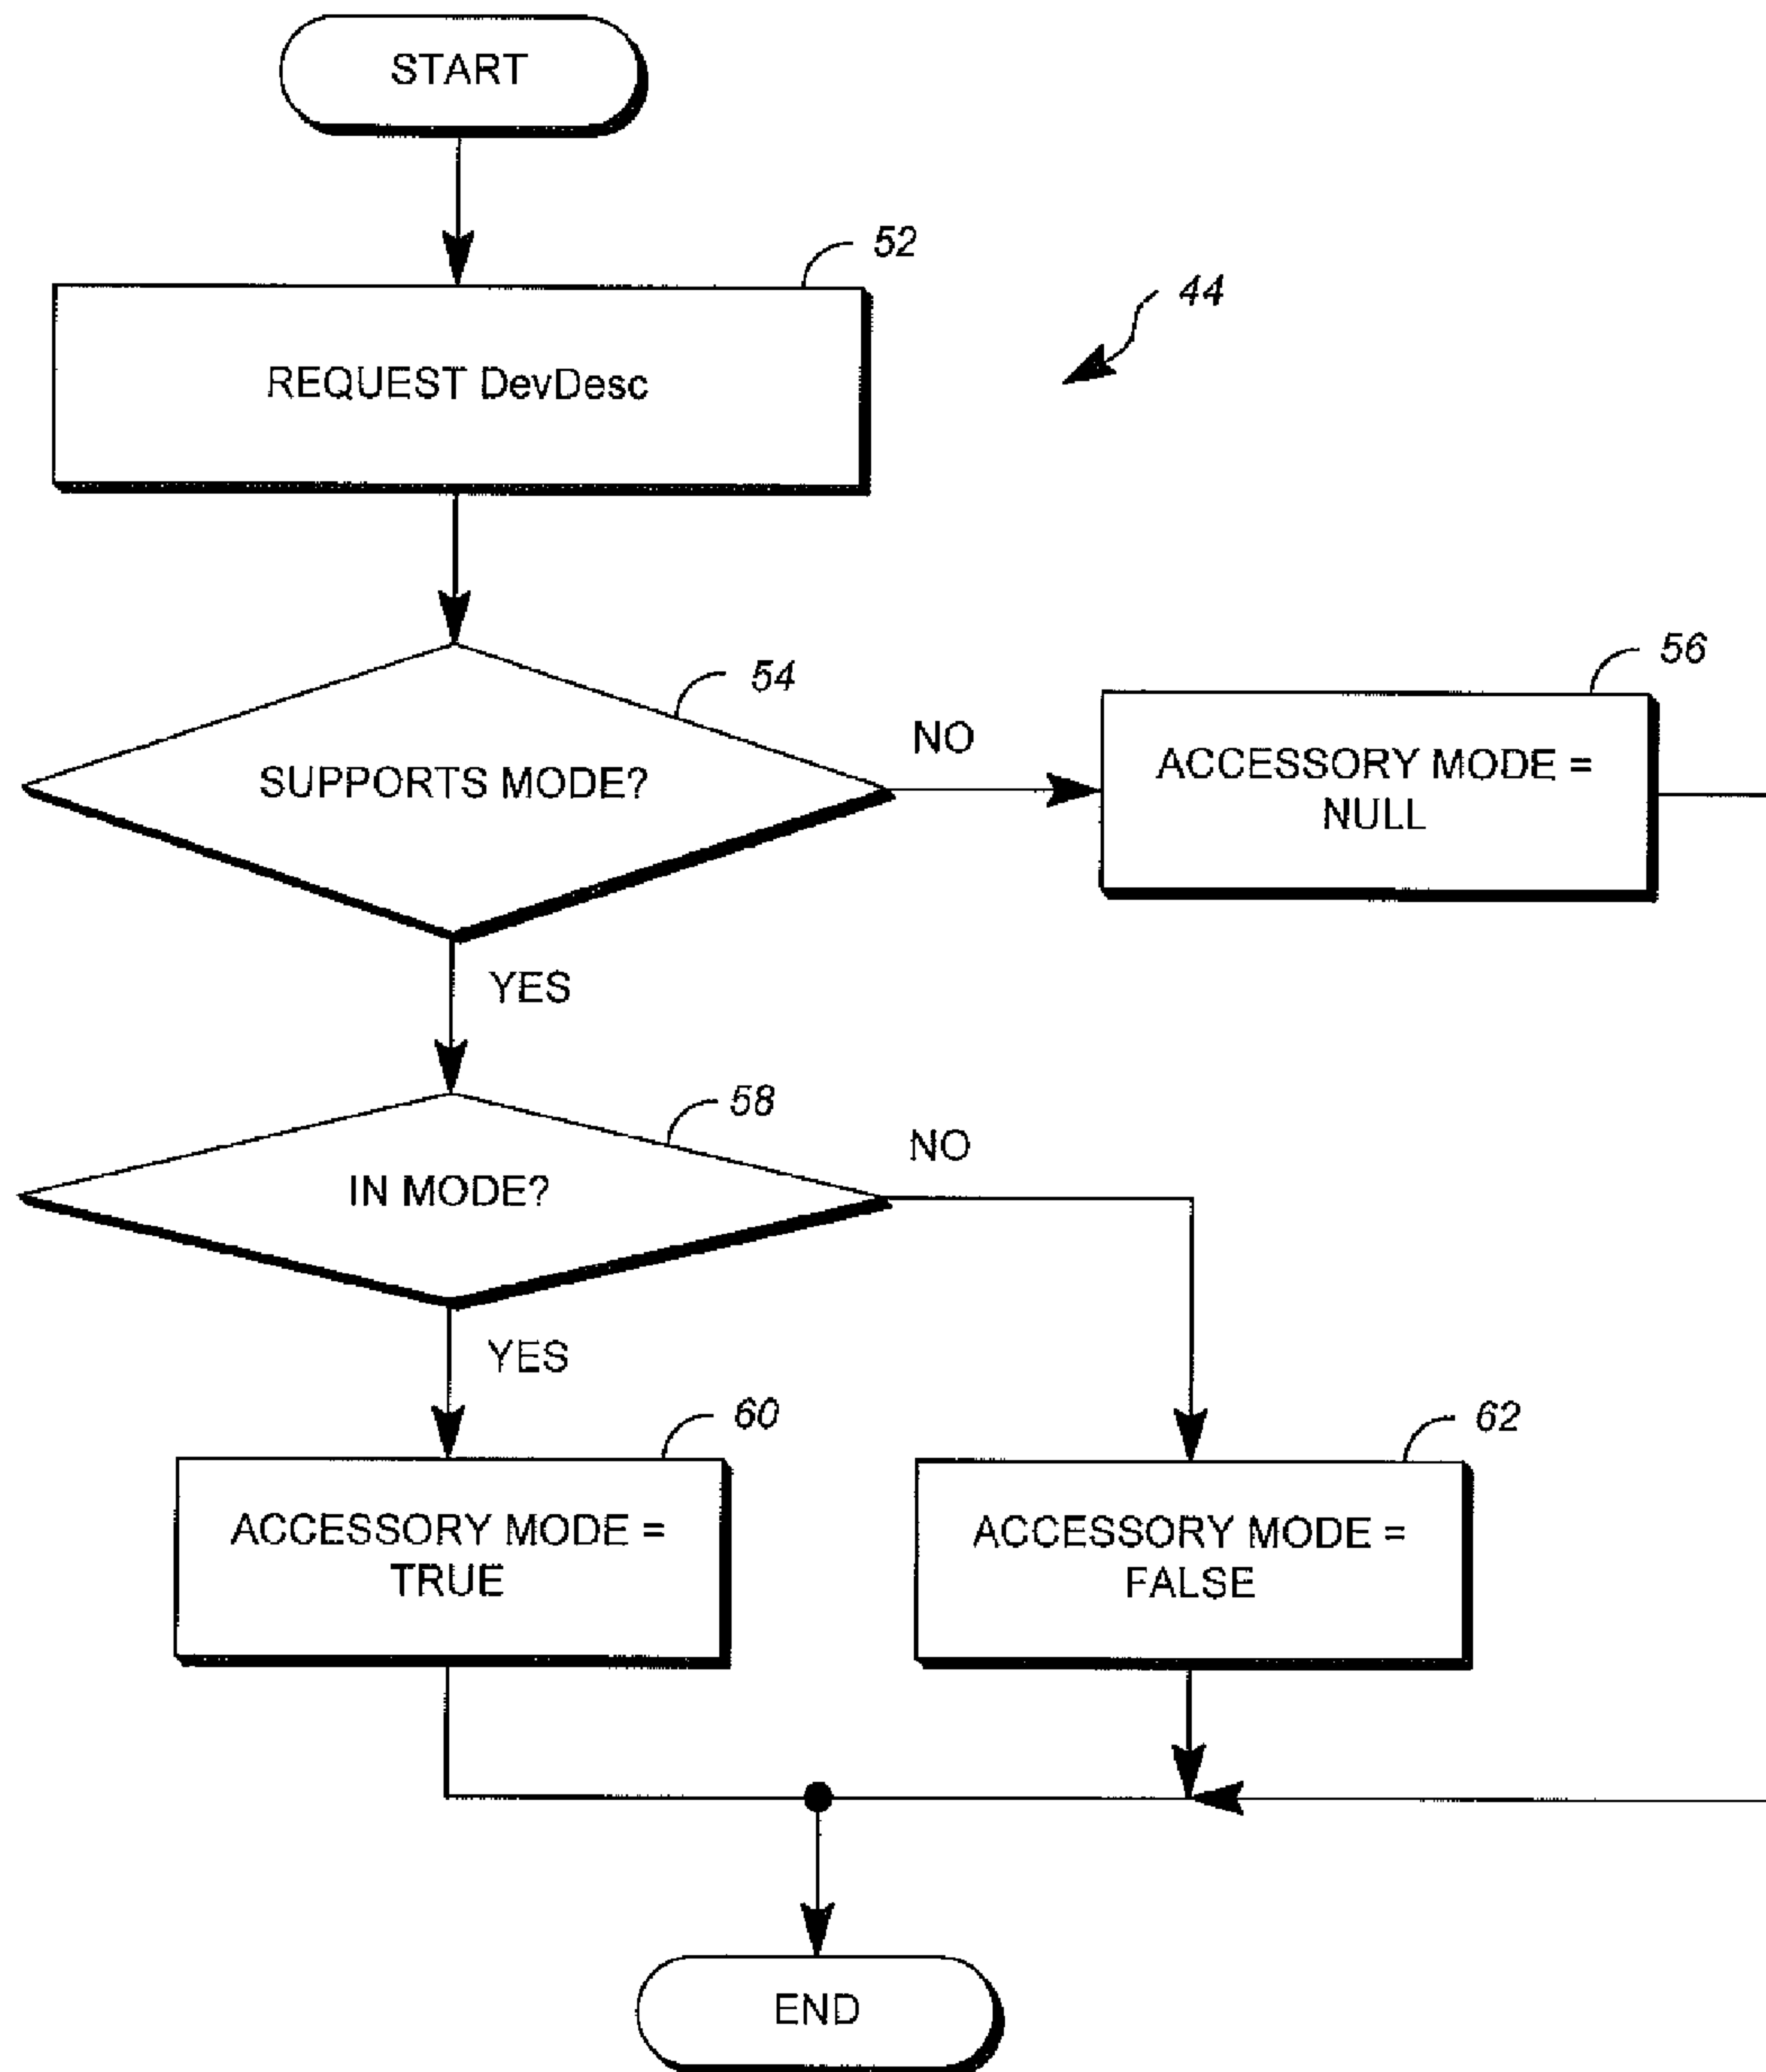 START
52
REQUEST DevDesc
44
54
SUPPORTS MODE?
NO
56
ACCESSORY MODE =
NULL
YES
58
IN MODE?
NO
YES
60
ACCESSORY MODE =
TRUE
62
ACCESSORY MODE =
FALSE
END